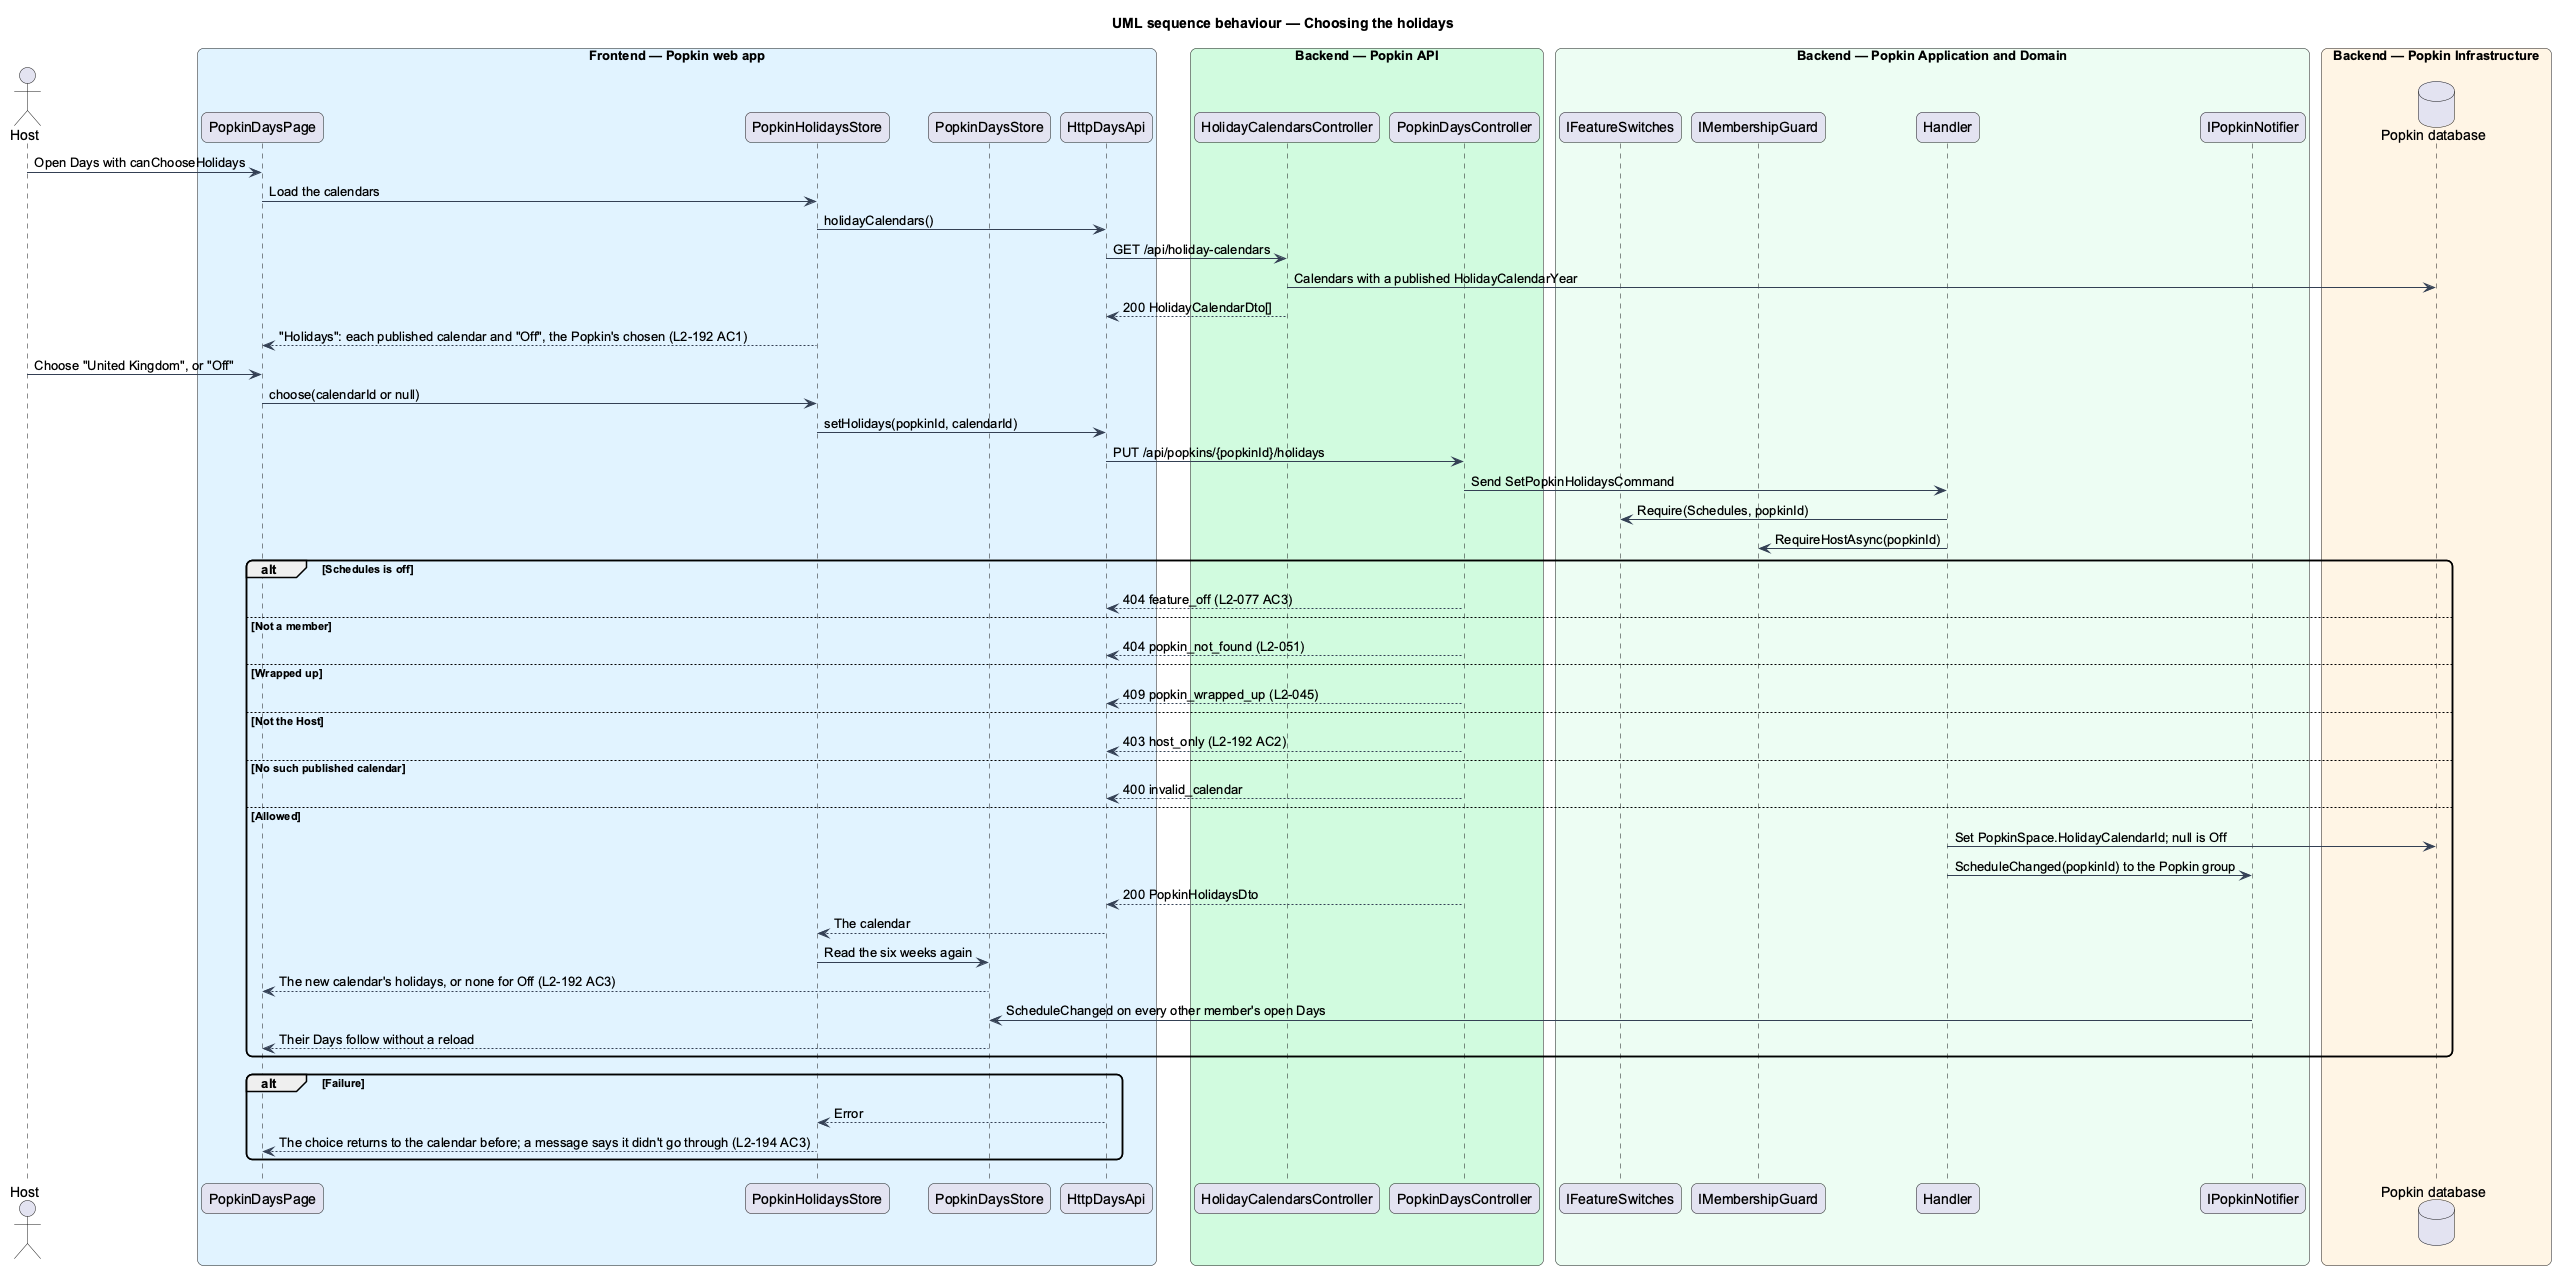 UML sequence behaviour — Choosing the holidays
Frontend — Popkin web app
Backend — Popkin API
Backend — Popkin Application and Domain
Backend — Popkin Infrastructure
Host
PopkinDaysPage
PopkinHolidaysStore
PopkinDaysStore
HttpDaysApi
HolidayCalendarsController
PopkinDaysController
IFeatureSwitches
IMembershipGuard
Handler
IPopkinNotifier
Popkin database
Open Days with canChooseHolidays
Load the calendars
holidayCalendars()
GET /api/holiday-calendars
Calendars with a published HolidayCalendarYear
200 HolidayCalendarDto[]
"Holidays": each published calendar and "Off", the Popkin's chosen (L2-192 AC1)
Choose "United Kingdom", or "Off"
choose(calendarId or null)
setHolidays(popkinId, calendarId)
PUT /api/popkins/{popkinId}/holidays
Send SetPopkinHolidaysCommand
Require(Schedules, popkinId)
RequireHostAsync(popkinId)
alt [Schedules is off]
404 feature_off (L2-077 AC3)
[Not a member]
404 popkin_not_found (L2-051)
[Wrapped up]
409 popkin_wrapped_up (L2-045)
[Not the Host]
403 host_only (L2-192 AC2)
[No such published calendar]
400 invalid_calendar
[Allowed]
Set PopkinSpace.HolidayCalendarId; null is Off
ScheduleChanged(popkinId) to the Popkin group
200 PopkinHolidaysDto
The calendar
Read the six weeks again
The new calendar's holidays, or none for Off (L2-192 AC3)
ScheduleChanged on every other member's open Days
Their Days follow without a reload
alt [Failure]
Error
The choice returns to the calendar before; a message says it didn't go through (L2-194 AC3)
Host
PopkinDaysPage
PopkinHolidaysStore
PopkinDaysStore
HttpDaysApi
HolidayCalendarsController
PopkinDaysController
IFeatureSwitches
IMembershipGuard
Handler
IPopkinNotifier
Popkin database